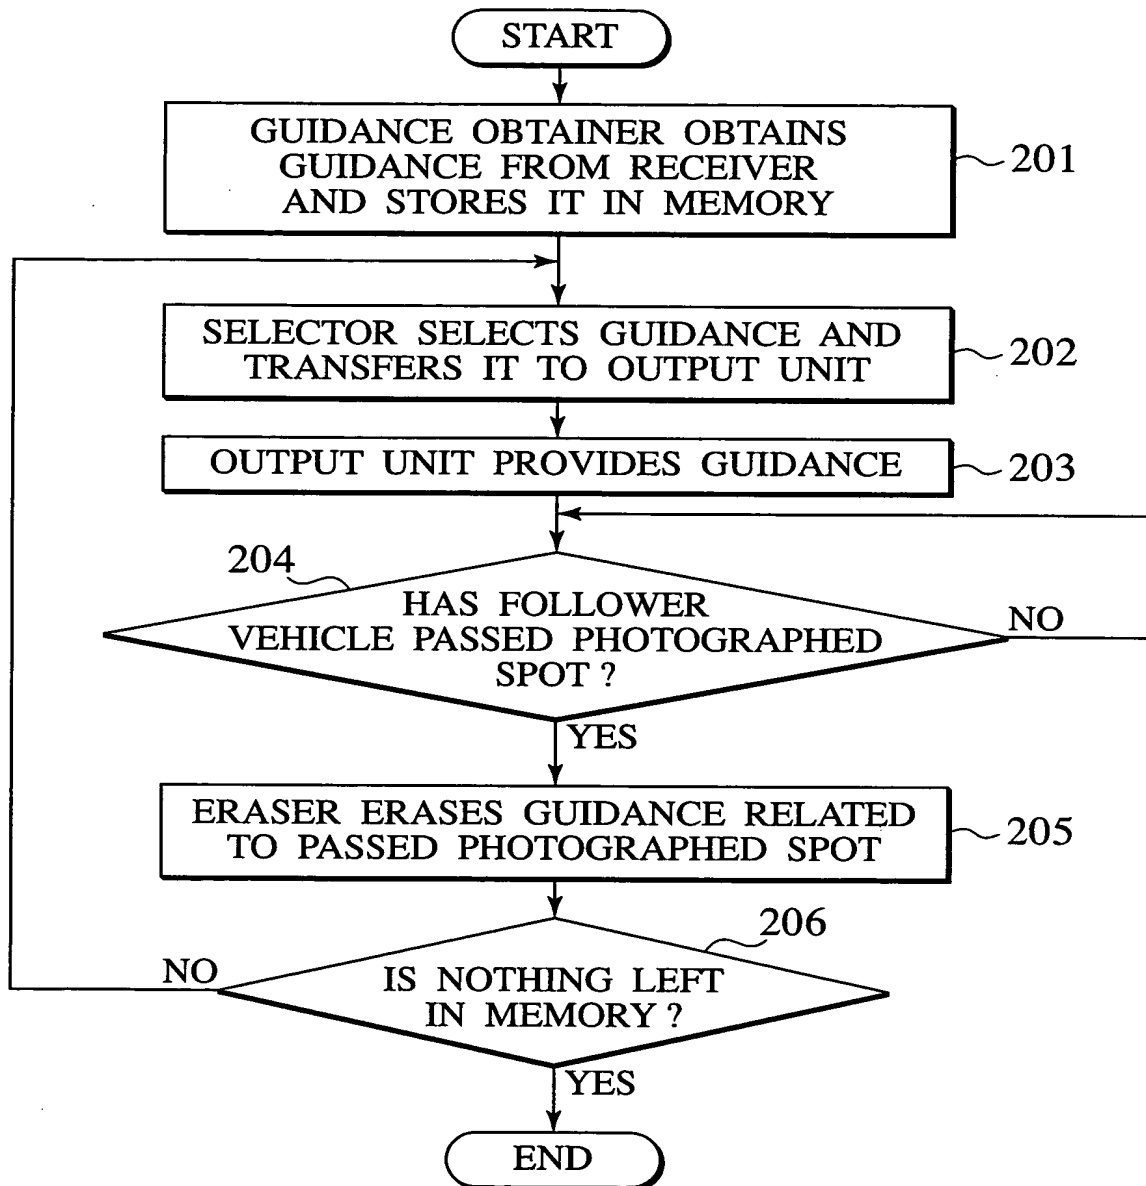 START
GUIDANCE OBTAINER OBTAINS
GUIDANCE FROM RECEIVER
AND STORES IT IN MEMORY
201
SELECTOR SELECTS GUIDANCE AND
TRANSFERS IT TO OUTPUT UNIT
202
OUTPUT UNIT PROVIDES GUIDANCE
203
204
HAS FOLLOWER
VEHICLE PASSED PHOTOGRAPHED
SPOT ?
NO
YES
ERASER ERASES GUIDANCE RELATED
TO PASSED PHOTOGRAPHED SPOT
205
206
NO
IS NOTHING LEFT
IN MEMORY ?
YES
END